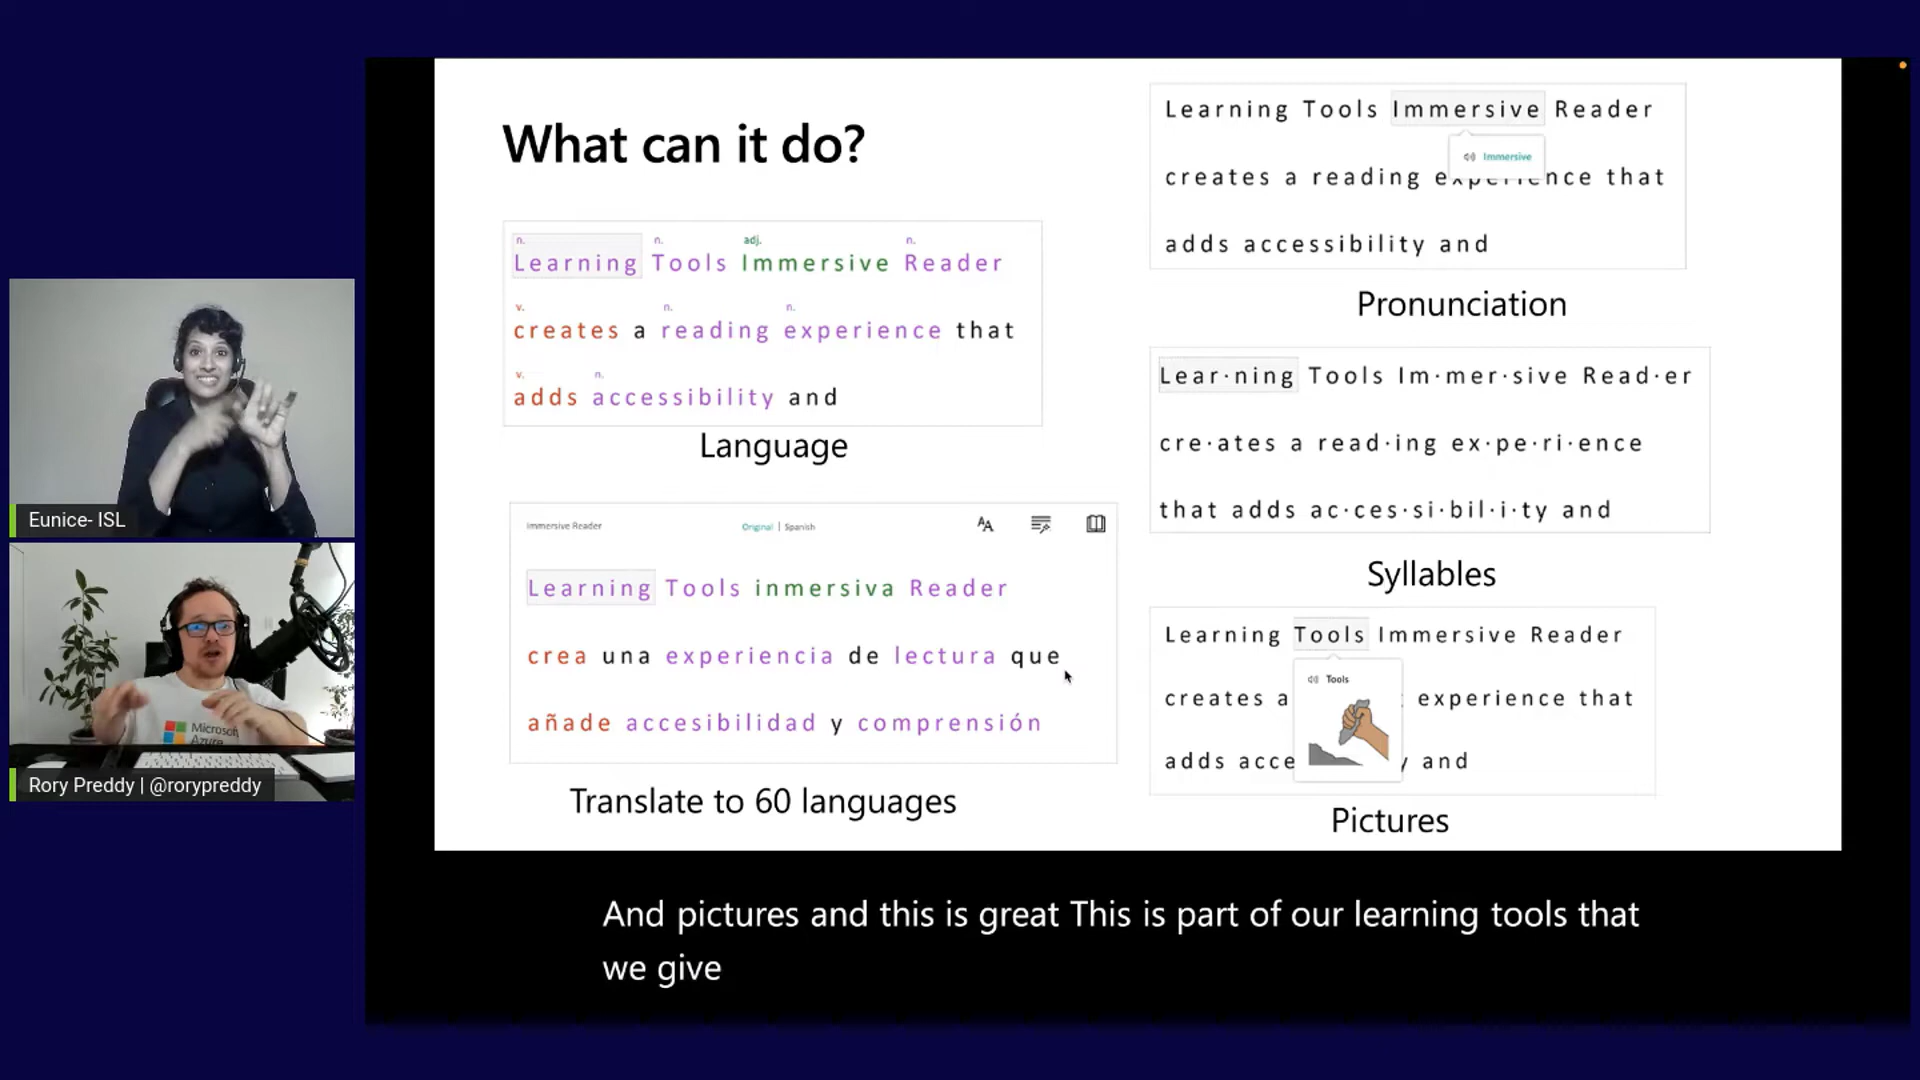 What can it do?
n. n. adj. n.
Learning Tools Immersive Reader
v. n. n.
creates a reading experience that
v. n.
adds accessibility and
Language
Immersive Reader Original | Spanish
Learning Tools inmersiva Reader
crea una experiencia de lectura que
añade accesibilidad y comprensión
Translate to 60 languages
Learning Tools Immersive Reader
Immersive
creates a reading experience that
adds accessibility and
Pronunciation
Lear·ning Tools Im·mer·sive Read·er
cre·ates a read·ing ex·pe·ri·ence
that adds ac·ces·si·bil·i·ty and
Syllables
Learning Tools Immersive Reader
Tools
creates a experience that
adds acce y and
Pictures
Eunice- ISL
Microsoft
Azure
Rory Preddy | @rorypreddy
And pictures and this is great This is part of our learning tools that
we give